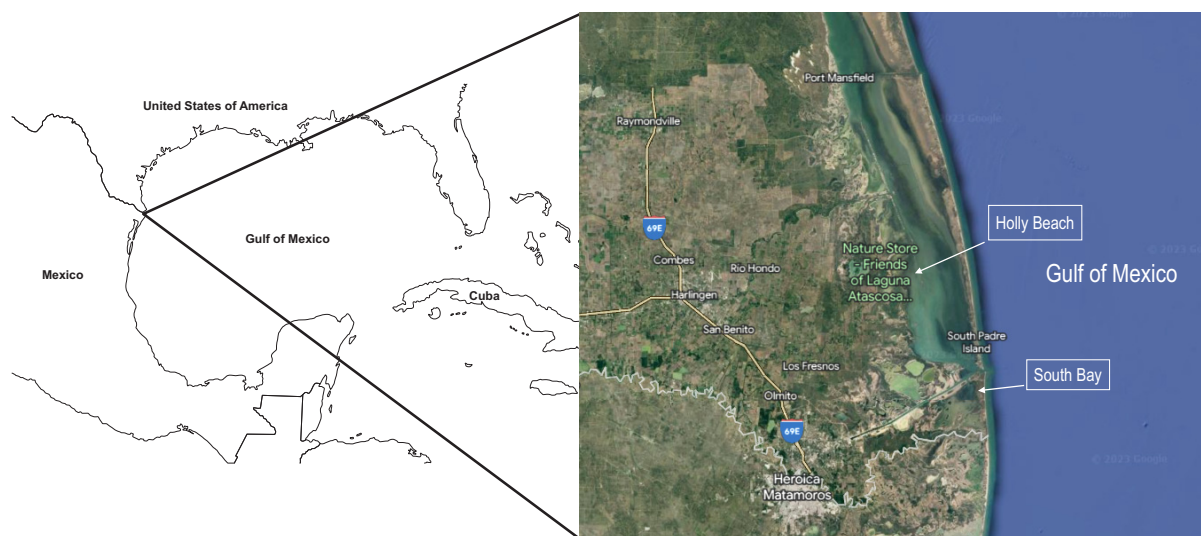 United States of America
Gulf of Mexico
Mexico
Cuba
Port Mansfield
© 2023 Google
Raymondville
69E
Holly Beach
Nature Store
- Friends
of Laguna
Atascosa...
Combes
Rio Hondo
Gulf of Mexico
Harlingen
San Benito
South Padre
Island
Los Fresnos
South Bay
Olmito
69E
© 2023 Google
Heroica
Matamoros